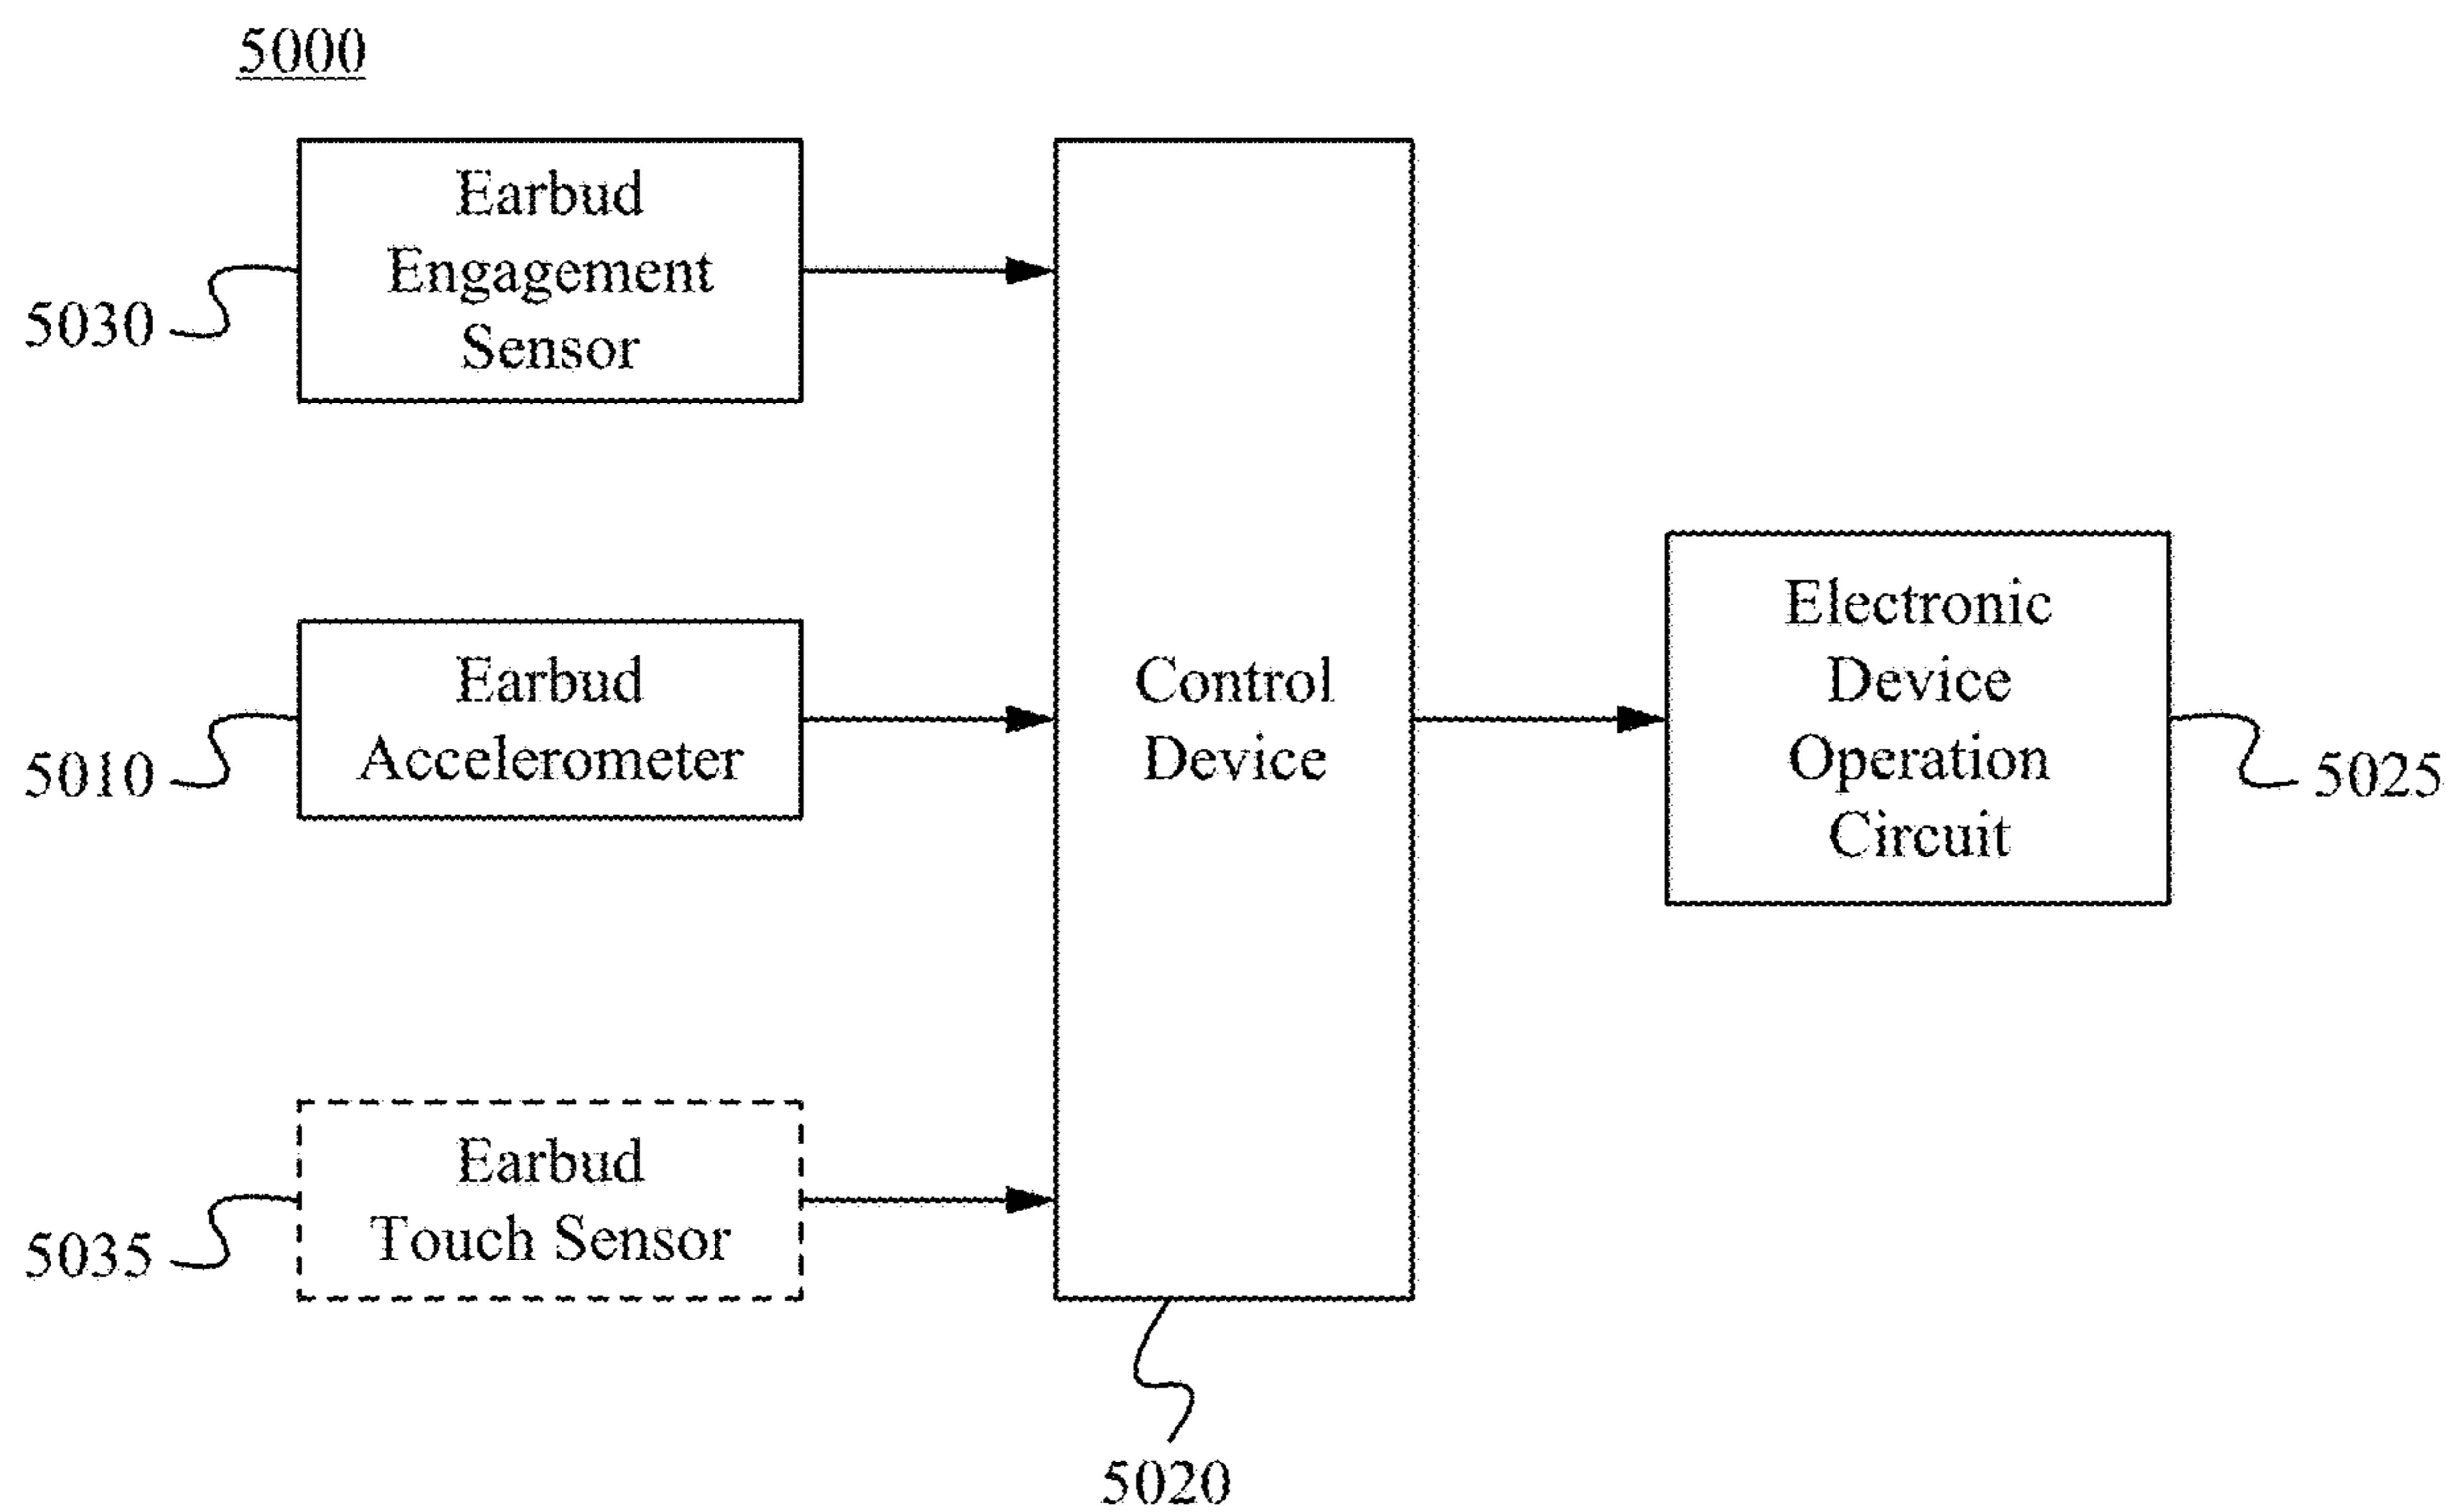 5000
Earbud
Engagement
Sensor
5030
Earbud
Accelerometer
5010
Earbud
Touch Sensor
5035
Control
Device
5020
Electronic
Device
Operation
Circuit
5025